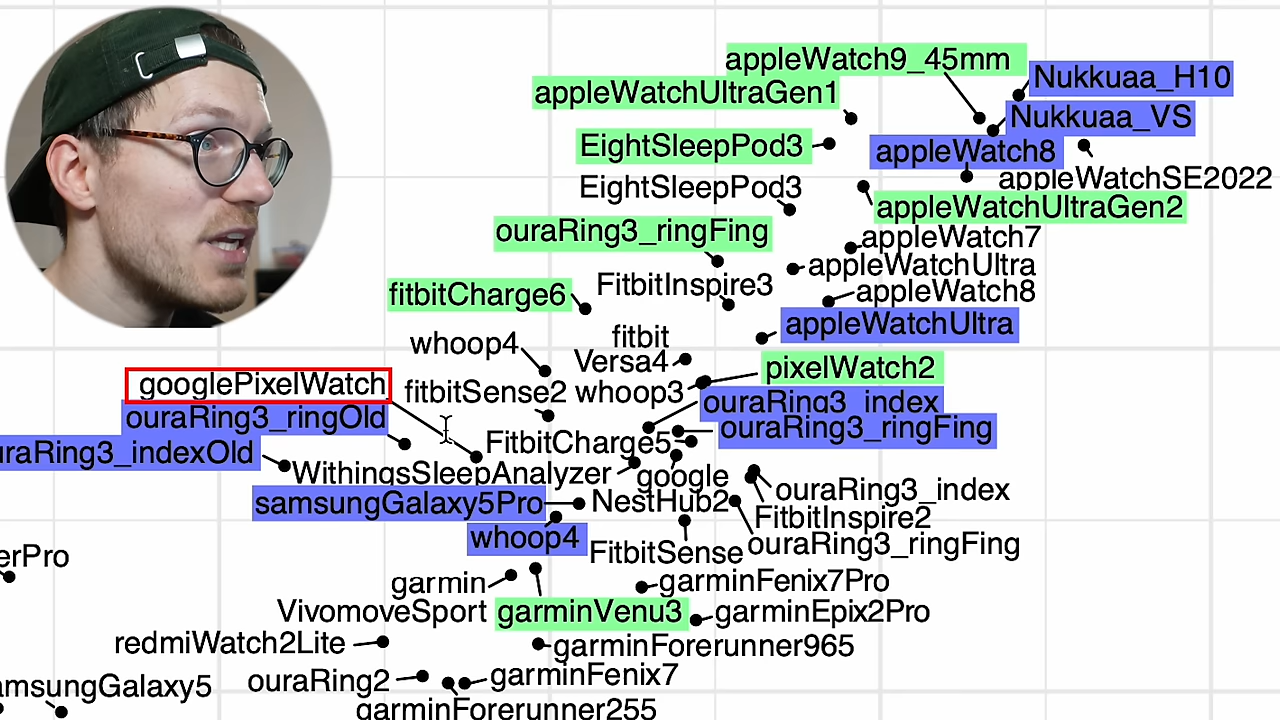 appleWatch9_45mm
Nukkuaa_H10
appleWatchUltraGen1
Nukkuaa_VS
EightSleepPod3
appleWatch8
appleWatchSE2022
EightSleepPod3
appleWatchUltraGen2
ouraRing3_ringFing
appleWatch7
appleWatchUltra
FitbitInspire3
appleWatch8
fitbitCharge6
appleWatchUltra
fitbit
Versa4
whoop4
pixelWatch2
googlePixelWatch
fitbitSense2
whoop3
ouraRing3_index
ouraRing3_ringOld
ouraRing3_ringFing
FitbitCharge5
uraRing3_indexOld
WithingsSleepAnalyzer
google
NestHub2
ouraRing3_index
samsungGalaxy5Pro
FitbitInspire2
whoop4
FitbitSense
ouraRing3_ringFing
erPro
garmin
VivomoveSport
garminFenix7Pro
garminVenu3
garminEpix2Pro
redmiWatch2Lite
garminForerunner965
ouraRing2
garminFenix7
amsungGalaxy5
garminForerunner255